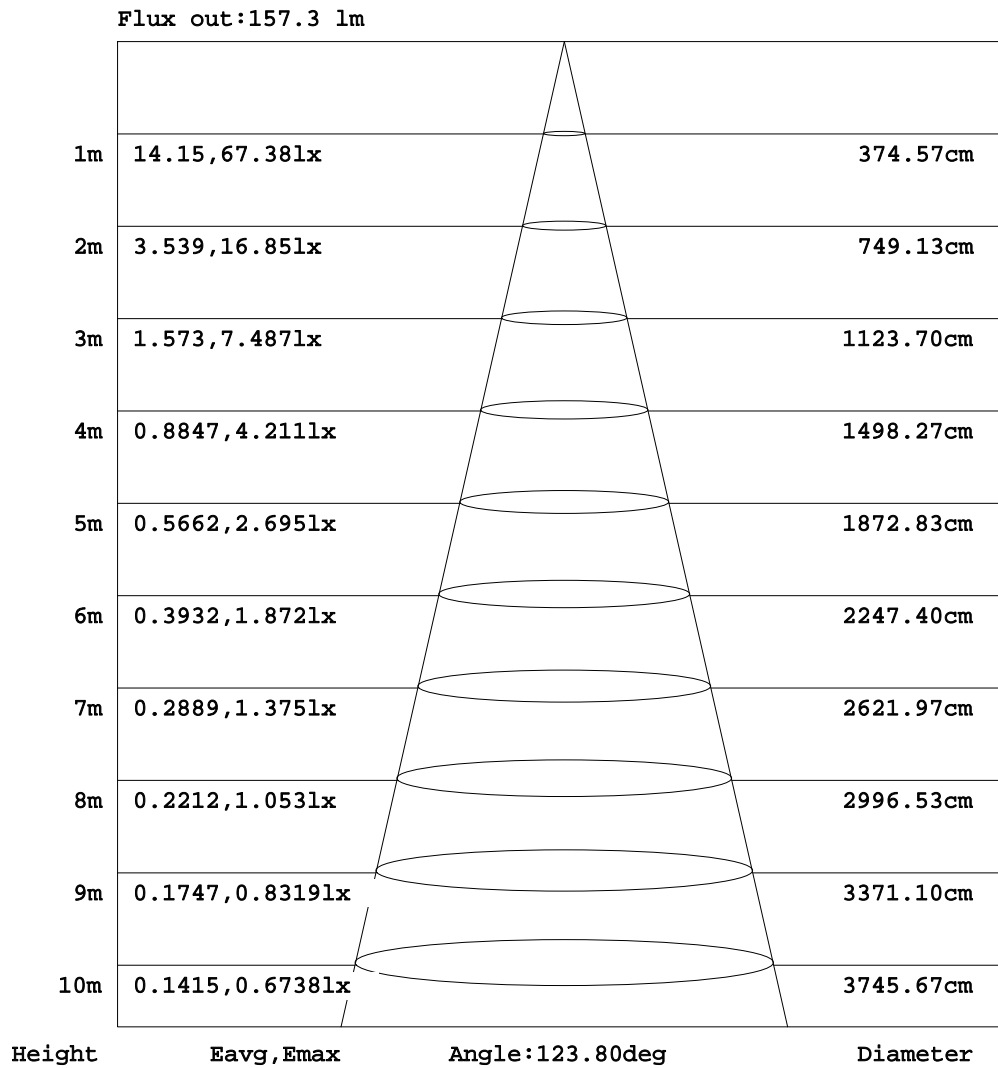 Flux out:157.3 lm
1m 14.15,67.38lx 374.57cm
2m 3.539,16.85lx 749.13cm
3m 1.573,7.487lx 1123.70cm
4m 0.8847,4.211lx 1498.27cm
5m 0.5662,2.695lx 1872.83cm
6m 0.3932,1.872lx 2247.40cm
7m 0.2889,1.375lx 2621.97cm
8m 0.2212,1.053lx 2996.53cm
9m 0.1747,0.8319lx 3371.10cm
10m 0.1415,0.6738lx 3745.67cm
Height Eavg,Emax Angle:123.80deg Diameter